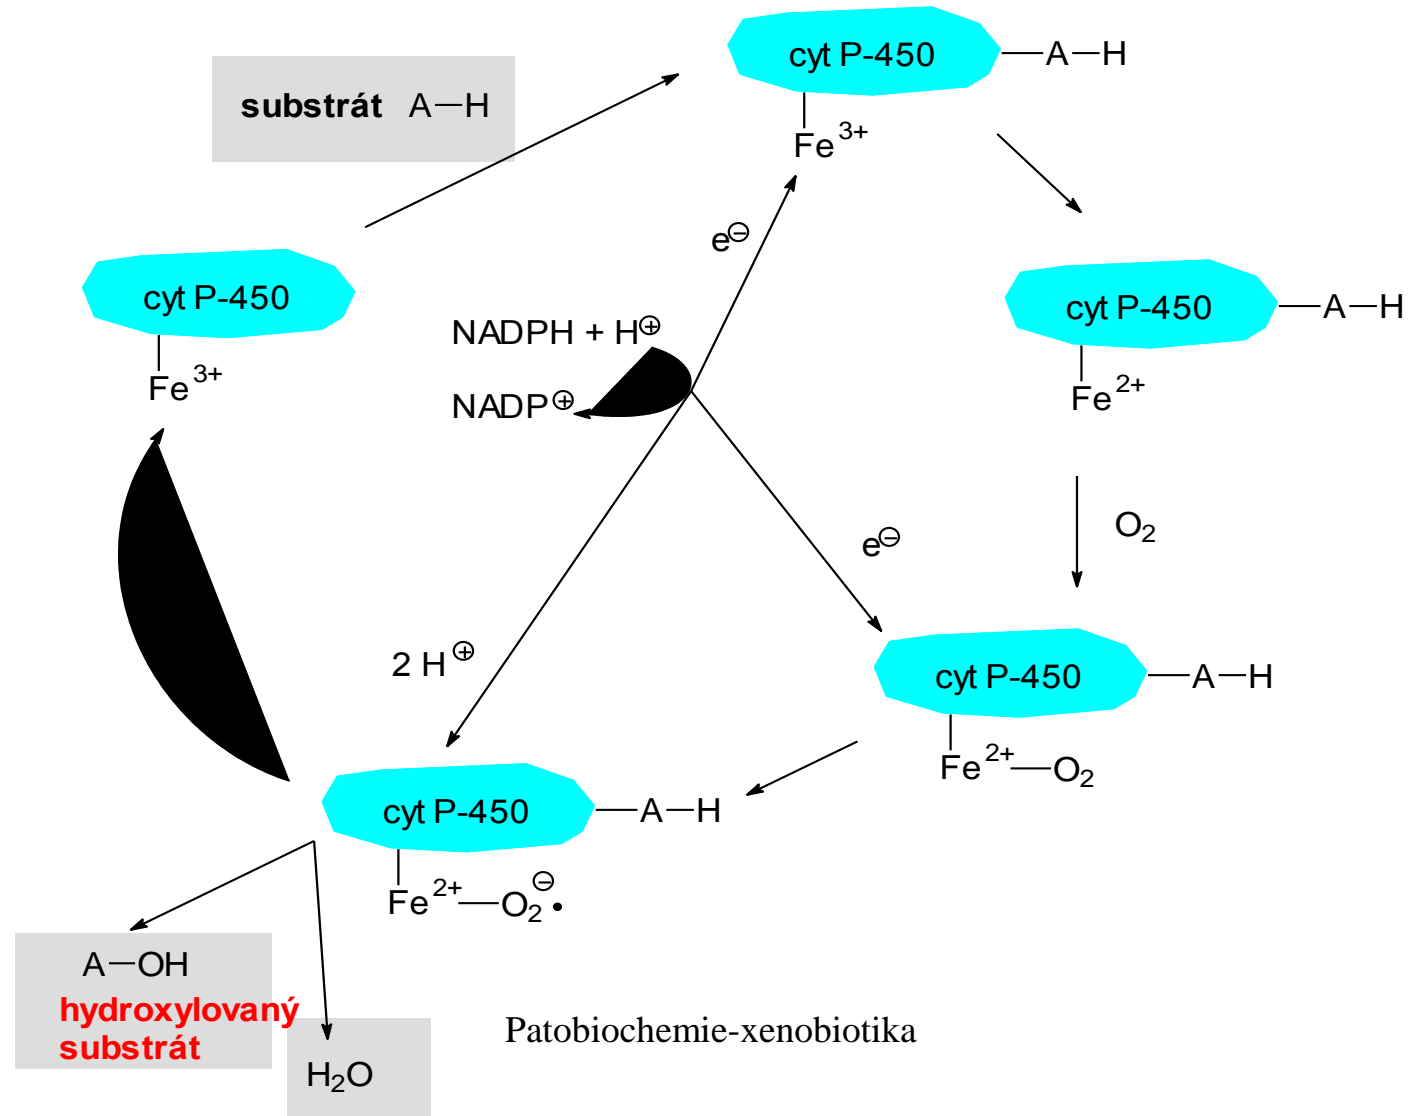 cyt P-450 A H
Fe3+
substrát A H
cyt P-450
Fe3+
e⊖
NADPH + H⊕
NADP⊕
cyt P-450 A H
Fe2+
O2
e⊖
2 H⊕
cyt P-450 A H
Fe2+ O2
cyt P-450 A H
Fe2+ O2⊖•
A OH
hydroxylovaný
substrát
H2O
Patobiochemie-xenobiotika